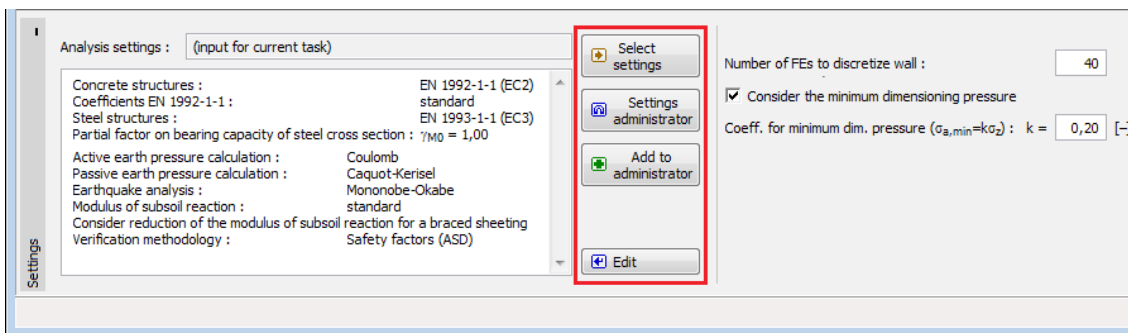 Settings
Analysis settings : (input for current task)
Concrete structures : EN 1992-1-1 (EC2)
Coefficients EN 1992-1-1 : standard
Steel structures : EN 1993-1-1 (EC3)
Partial factor on bearing capacity of steel cross section : γM0 = 1,00
Active earth pressure calculation : Coulomb
Passive earth pressure calculation : Caquot-Kerisel
Earthquake analysis : Mononobe-Okabe
Modulus of subsoil reaction : standard
Consider reduction of the modulus of subsoil reaction for a braced sheeting
Verification methodology : Safety factors (ASD)
Select
settings
Settings
administrator
Add to
administrator
Edit
Number of FEs to discretize wall : 40
Consider the minimum dimensioning pressure
Coeff. for minimum dim. pressure (σa,min=kσz) : k = 0,20 [–]